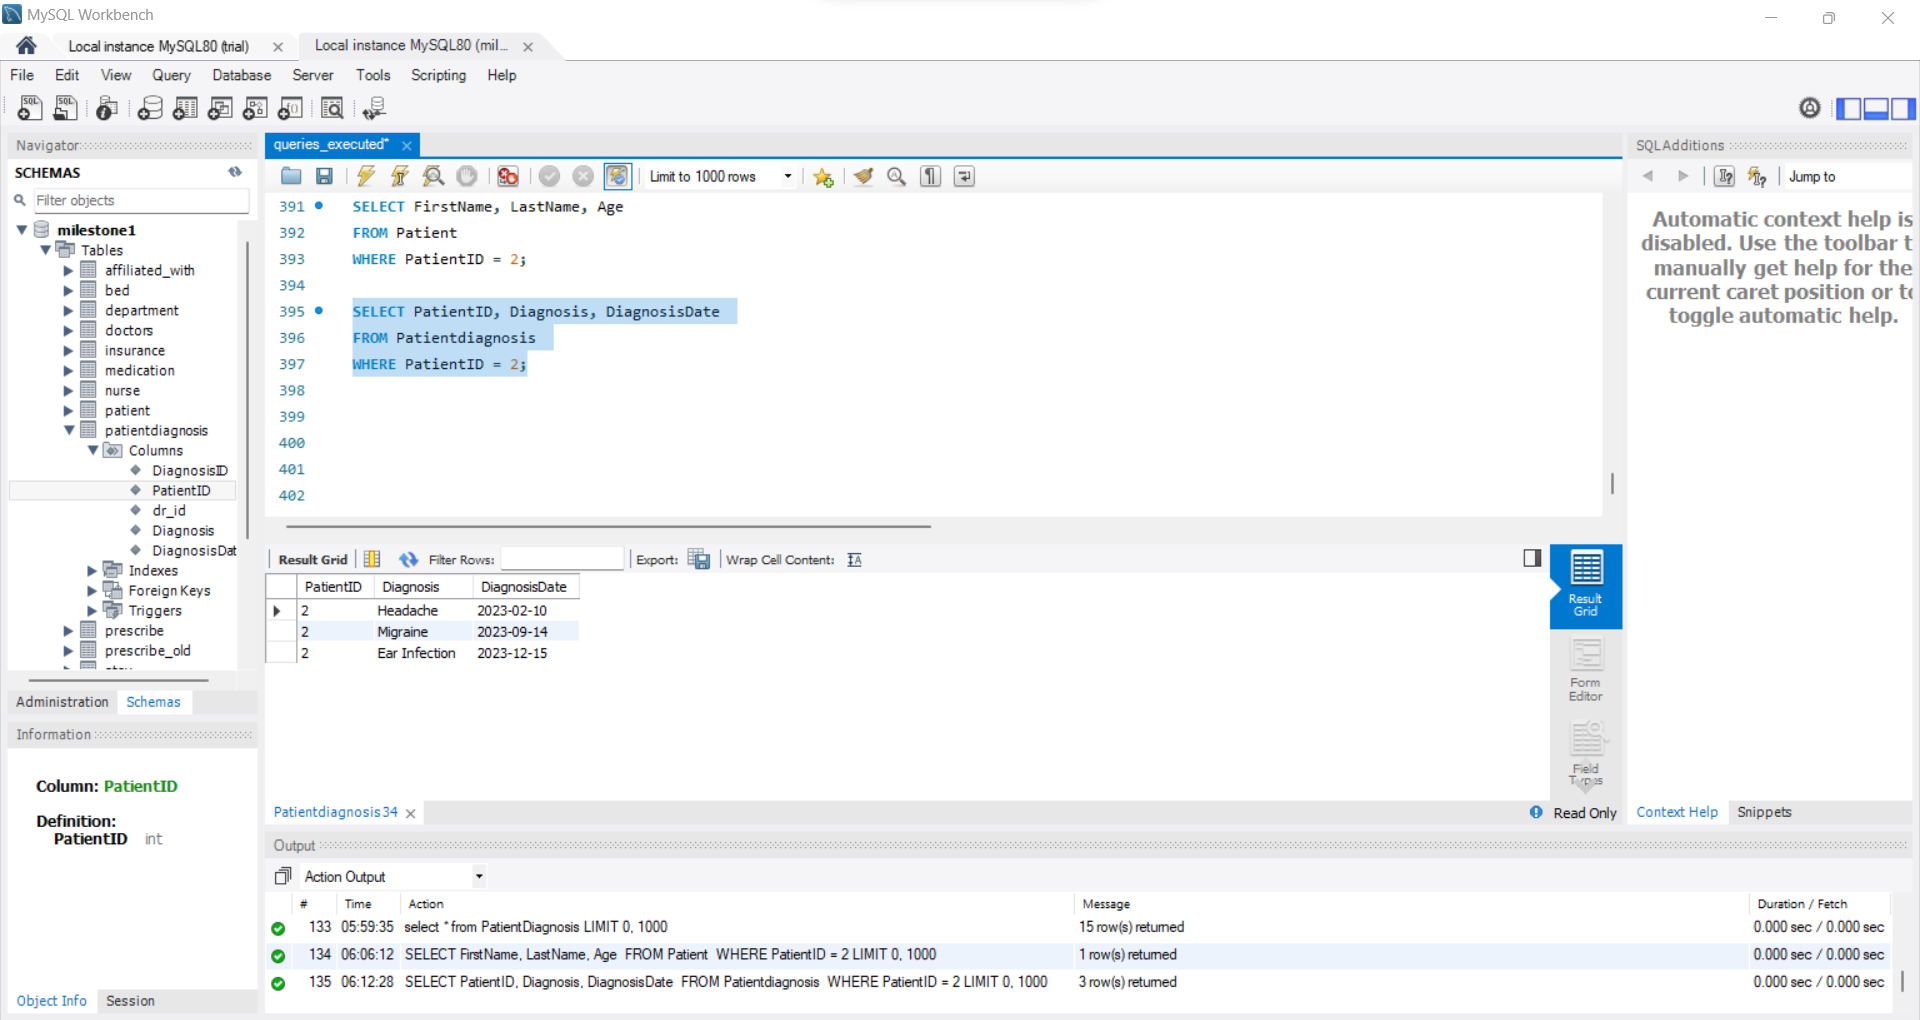 MySQL Workbench
Local instance MySQL80 (trial)
Local instance MySQL80 (mil...
File Edit View Query Database Server Tools Scripting Help
Navigator
SCHEMAS
Filter objects
milestone1
Tables
affiliated_with
bed
department
doctors
insurance
medication
nurse
patient
patientdiagnosis
Columns
DiagnosisID
PatientID
dr_id
Diagnosis
DiagnosisDat
Indexes
Foreign Keys
Triggers
prescribe
prescribe_old
Administration Schemas
Information
Column: PatientID
Definition:
PatientID int
Object Info Session
queries_executed*
Limit to 1000 rows
391 SELECT FirstName, LastName, Age
392 FROM Patient
393 WHERE PatientID = 2;
394
395 SELECT PatientID, Diagnosis, DiagnosisDate
396 FROM Patientdiagnosis
397 WHERE PatientID = 2;
398
399
400
401
402
Result Grid Filter Rows: Export: Wrap Cell Content:
PatientID Diagnosis DiagnosisDate
2 Headache 2023-02-10
2 Migraine 2023-09-14
2 Ear Infection 2023-12-15
Result
Grid
Form
Editor
Field
Types
Patientdiagnosis34
Read Only
SQLAdditions
Jump to
Automatic context help is
disabled. Use the toolbar t
manually get help for the
current caret position or to
toggle automatic help.
Context Help Snippets
Output
Action Output
# Time Action Message Duration / Fetch
133 05:59:35 select * from PatientDiagnosis LIMIT 0, 1000 15 row(s) returned 0.000 sec / 0.000 sec
134 06:06:12 SELECT FirstName, LastName, Age FROM Patient WHERE PatientID = 2 LIMIT 0, 1000 1 row(s) returned 0.000 sec / 0.000 sec
135 06:12:28 SELECT PatientID, Diagnosis, DiagnosisDate FROM Patientdiagnosis WHERE PatientID = 2 LIMIT 0, 1000 3 row(s) returned 0.000 sec / 0.000 sec